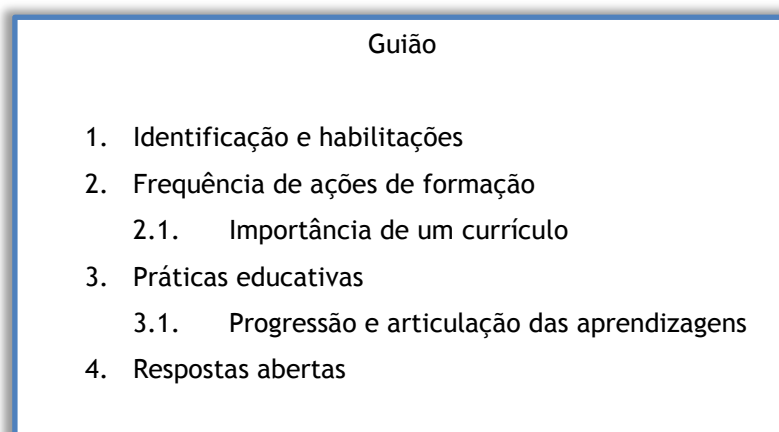 Guião
1. Identificação e habilitações
2. Frequência de ações de formação
2.1. Importância de um currículo
3. Práticas educativas
3.1. Progressão e articulação das aprendizagens
4. Respostas abertas